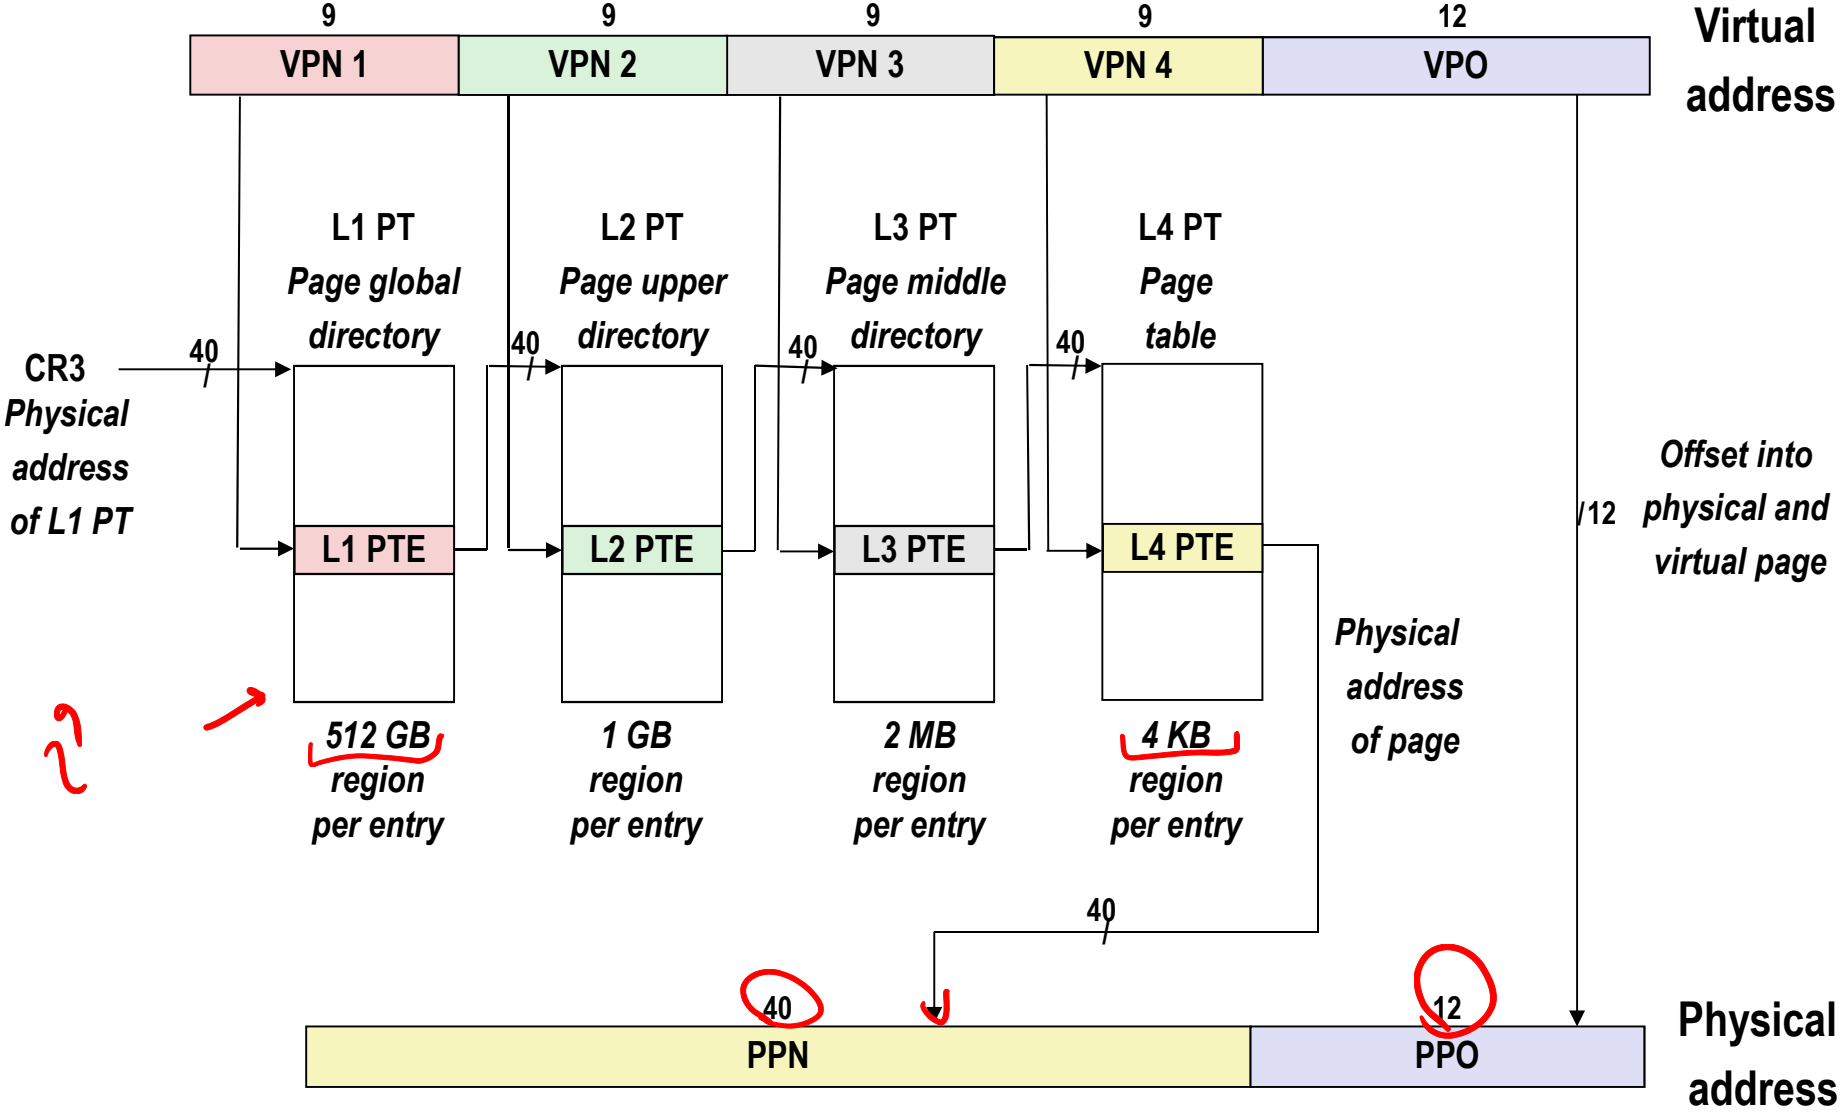 9 9 9 9 12
Virtual
address
VPN 1 VPN 2 VPN 3 VPN 4 VPO
L1 PT
Page global
directory
L2 PT
Page upper
directory
L3 PT
Page middle
directory
L4 PT
Page
table
CR3
Physical
address
of L1 PT
40
40
40
40
L1 PTE L2 PTE L3 PTE L4 PTE
/12
Offset into
physical and
virtual page
512 GB
region
per entry
1 GB
region
per entry
2 MB
region
per entry
4 KB
region
per entry
Physical
address
of page
40
40 12
PPN PPO
Physical
address